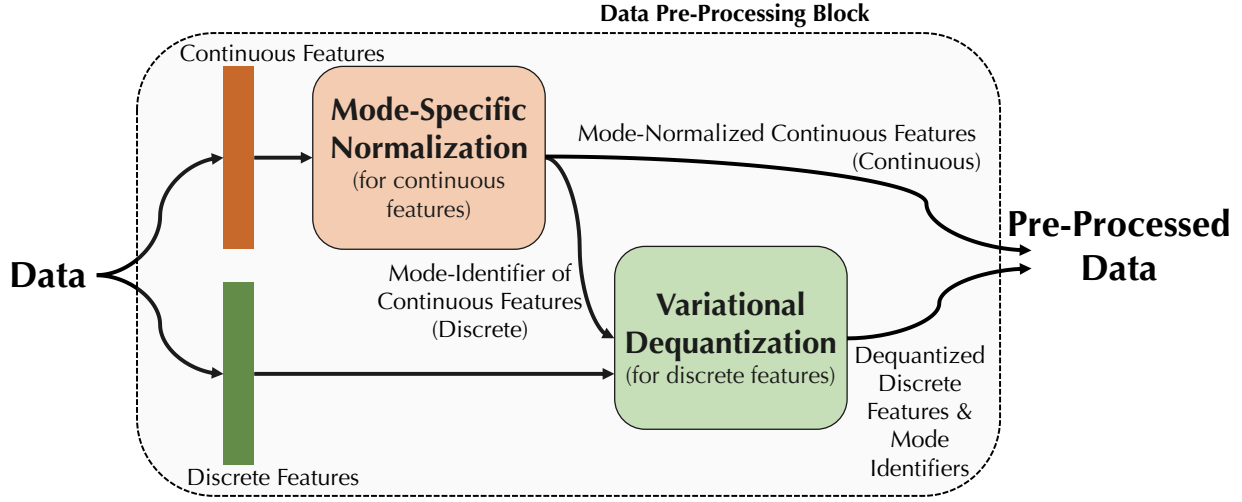 Data Pre-Processing Block
Continuous Features
Mode-Specific
Normalization
(for continuous
features)
Mode-Normalized Continuous Features
(Continuous)
Data
Mode-Identifier of
Continuous Features
(Discrete)
Variational
Dequantization
(for discrete features)
Pre-Processed
Data
Dequantized
Discrete
Features &
Mode
Identifiers
Discrete Features